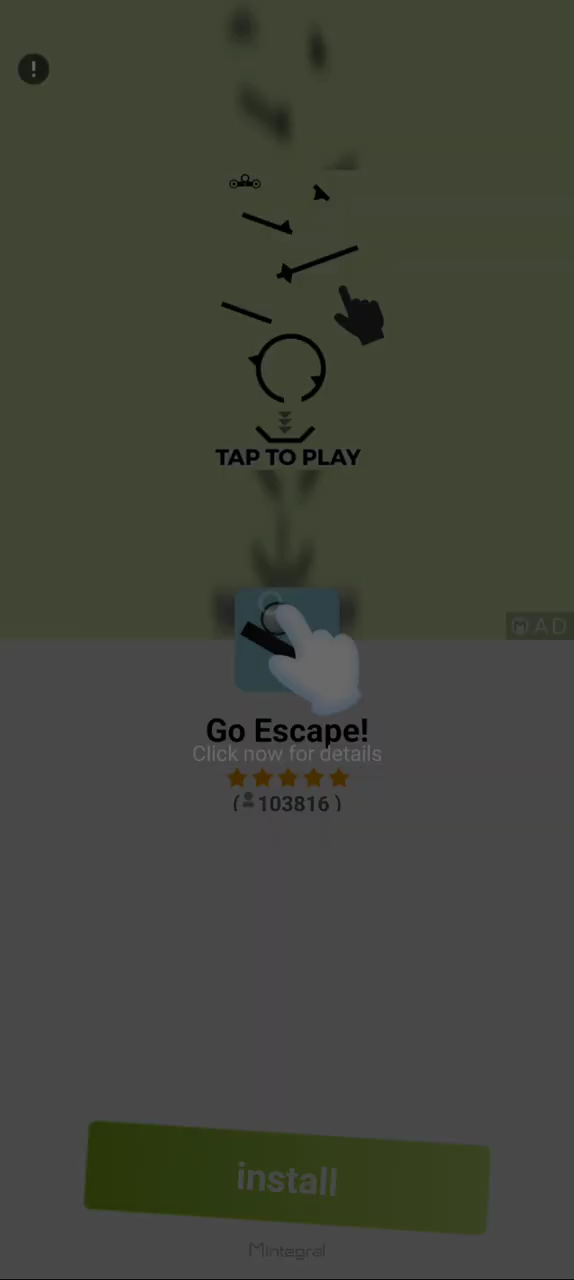 !
TAP TO PLAY
AD
Go Escape!
Click now for details
(103816)
install
Mintegral